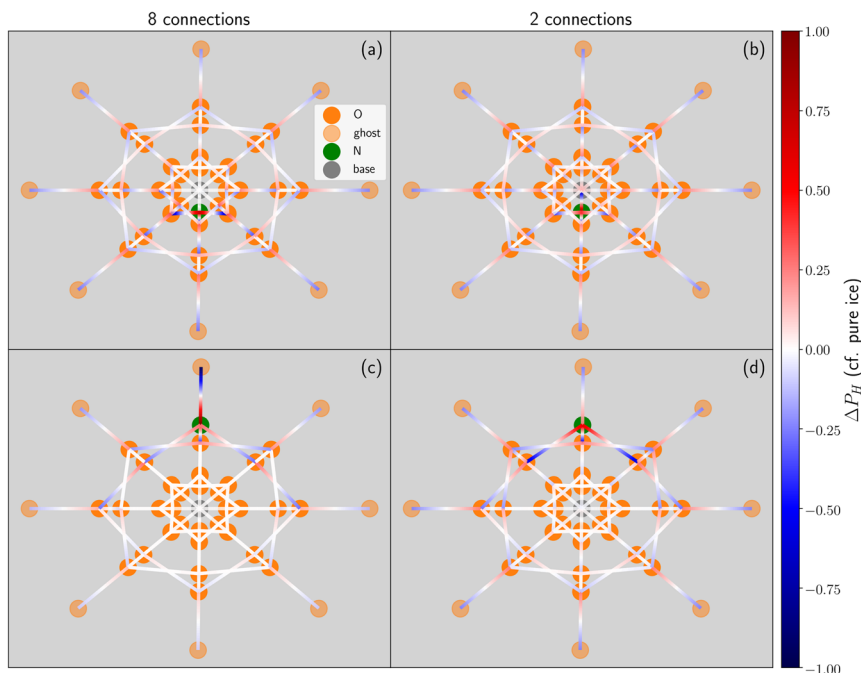 8 connections
2 connections
(a)
(b)
O
ghost
N
base
(c)
(d)
1.00
0.75
0.50
0.25
0.00
−0.25
−0.50
−0.75
−1.00
ΔP_H (cf. pure ice)